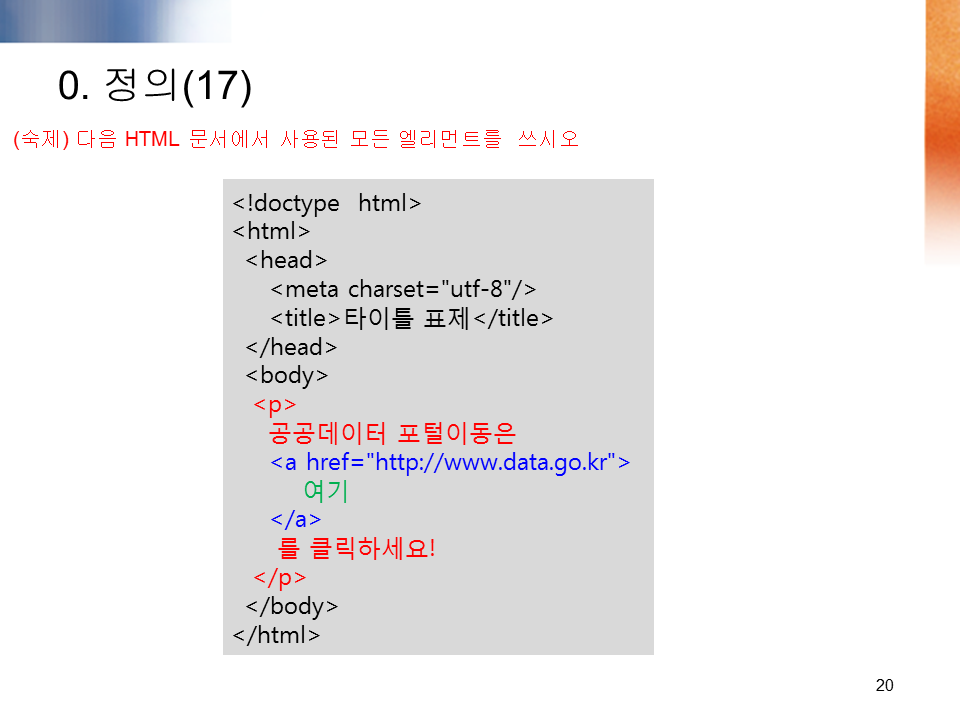 0. 정의(17)
(숙제) 다음 HTML 문서에서 사용된 모든 엘리먼트를 쓰시오
<!doctype html>
<html>
<head>
<meta charset="utf-8"/>
<title>타이틀 표제</title>
</head>
<body>
<p>
공공데이터 포털이동은
<a href="http://www.data.go.kr">
여기
</a>
를 클릭하세요!
</p>
</body>
</html>
20